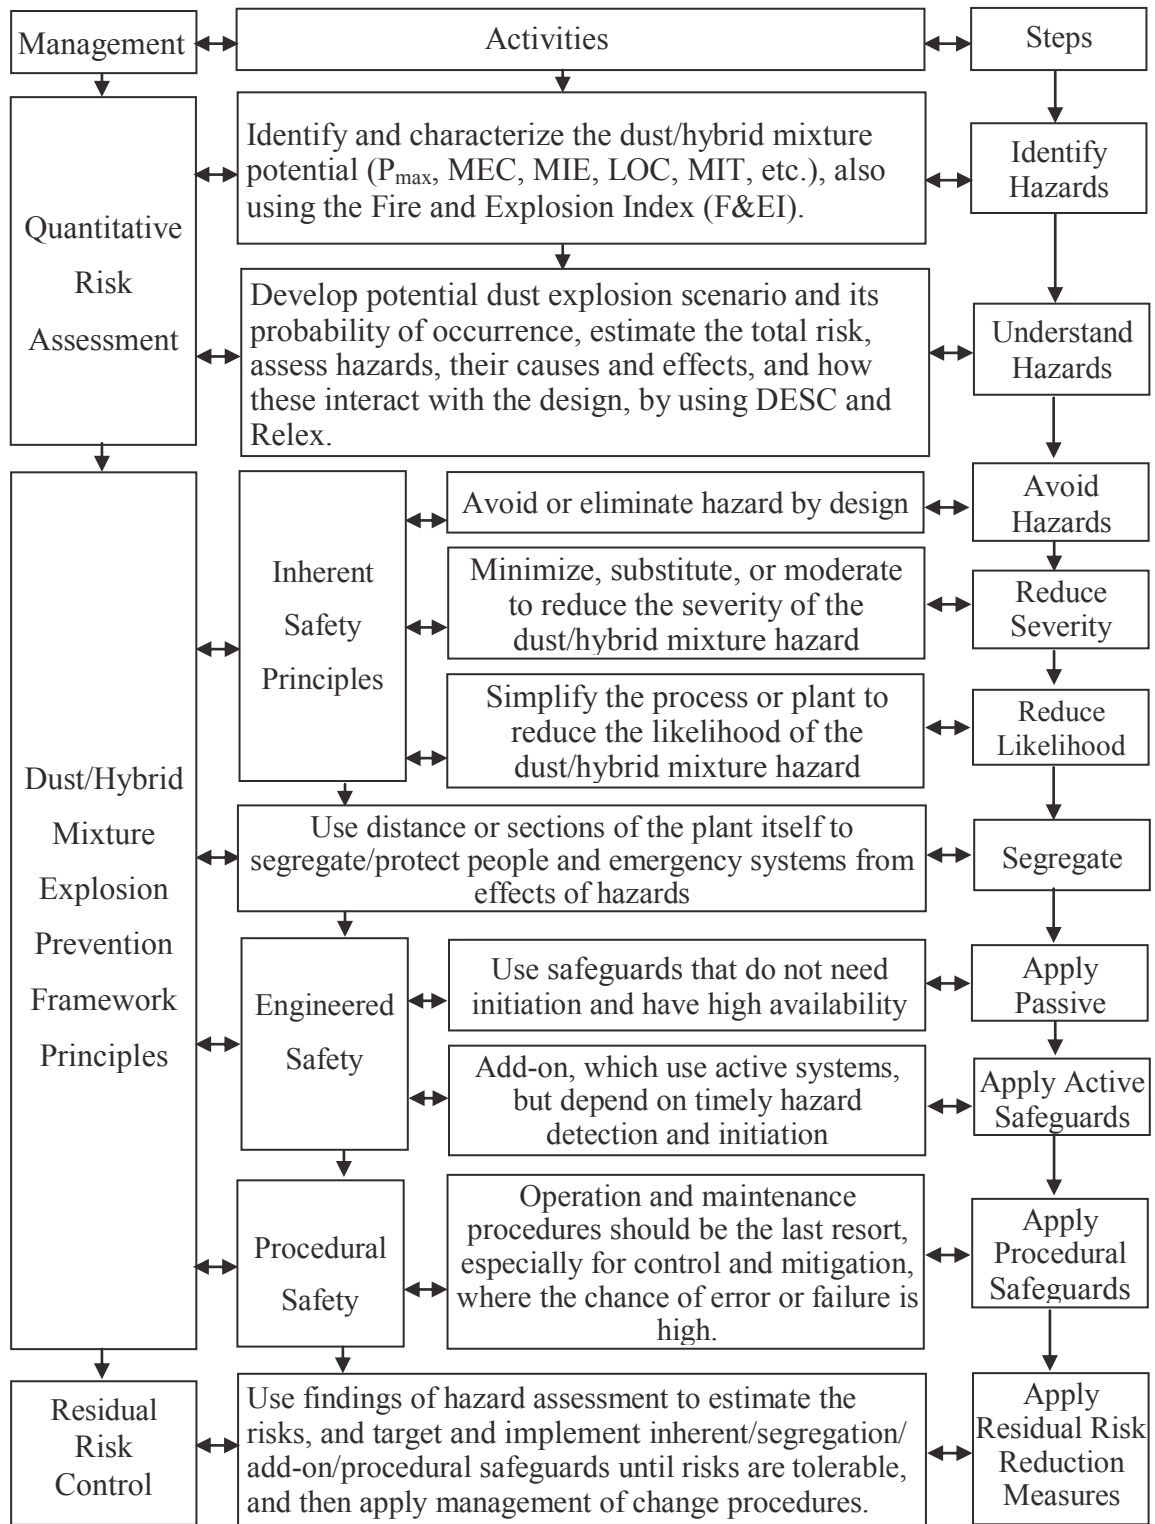 Management
Activities
Steps
Identify and characterize the dust/hybrid mixture
potential (Pmax, MEC, MIE, LOC, MIT, etc.), also
using the Fire and Explosion Index (F&EI).
Identify
Hazards
Quantitative
Risk
Assessment
Develop potential dust explosion scenario and its
probability of occurrence, estimate the total risk,
assess hazards, their causes and effects, and how
these interact with the design, by using DESC and
Relex.
Understand
Hazards
Dust/Hybrid
Mixture
Explosion
Prevention
Framework
Principles
Inherent
Safety
Principles
Avoid or eliminate hazard by design
Avoid
Hazards
Minimize, substitute, or moderate
to reduce the severity of the
dust/hybrid mixture hazard
Reduce
Severity
Simplify the process or plant to
reduce the likelihood of the
dust/hybrid mixture hazard
Reduce
Likelihood
Use distance or sections of the plant itself to
segregate/protect people and emergency systems from
effects of hazards
Segregate
Engineered
Safety
Use safeguards that do not need
initiation and have high availability
Apply
Passive
Add-on, which use active systems,
but depend on timely hazard
detection and initiation
Apply Active
Safeguards
Procedural
Safety
Operation and maintenance
procedures should be the last resort,
especially for control and mitigation,
where the chance of error or failure is
high.
Apply
Procedural
Safeguards
Residual
Risk
Control
Use findings of hazard assessment to estimate the
risks, and target and implement inherent/segregation/
add-on/procedural safeguards until risks are tolerable,
and then apply management of change procedures.
Apply
Residual Risk
Reduction
Measures